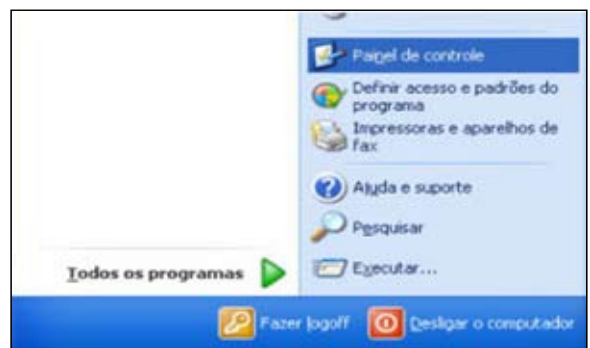 Painel de controle
Definir acesso e padrões do
programa
Impressoras e aparelhos de
fax
Ajuda e suporte
Pesquisar
Todos os programas
Executar...
Fazer logoff
Desligar o computador